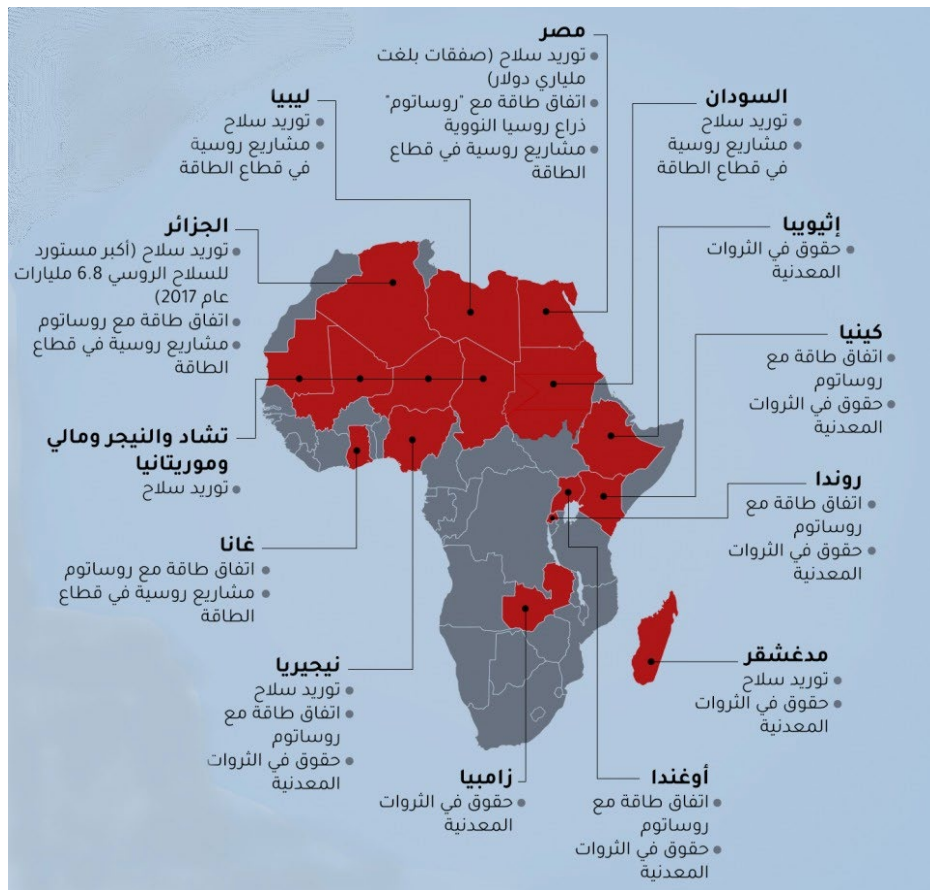 مصر
توريد سلاح (صفقات بلغت
ملياري دولار)
اتفاق طاقة مع "روساتوم"
ذراع روسيا النووية
مشاريع روسية في قطاع
الطاقة
السودان
توريد سلاح
مشاريع روسية
في قطاع الطاقة
ليبيا
توريد سلاح
مشاريع روسية
في قطاع الطاقة
إثيوبيا
حقوق في الثروات
المعدنية
الجزائر
توريد سلاح (أكبر مستورد
للسلاح الروسي 6.8 مليارات
عام 2017)
اتفاق طاقة مع روساتوم
مشاريع روسية في قطاع
الطاقة
كينيا
اتفاق طاقة مع
روساتوم
حقوق في الثروات
المعدنية
تشاد والنيجر ومالي
وموريتانيا
توريد سلاح
روندا
اتفاق طاقة مع
روساتوم
حقوق في الثروات
المعدنية
غانا
اتفاق طاقة مع روساتوم
مشاريع روسية في قطاع
الطاقة
مدغشقر
توريد سلاح
حقوق في الثروات
المعدنية
نيجيريا
توريد سلاح
اتفاق طاقة مع
روساتوم
حقوق في الثروات
المعدنية
أوغندا
اتفاق طاقة مع
روساتوم
حقوق في الثروات
المعدنية
زامبيا
حقوق في الثروات
المعدنية